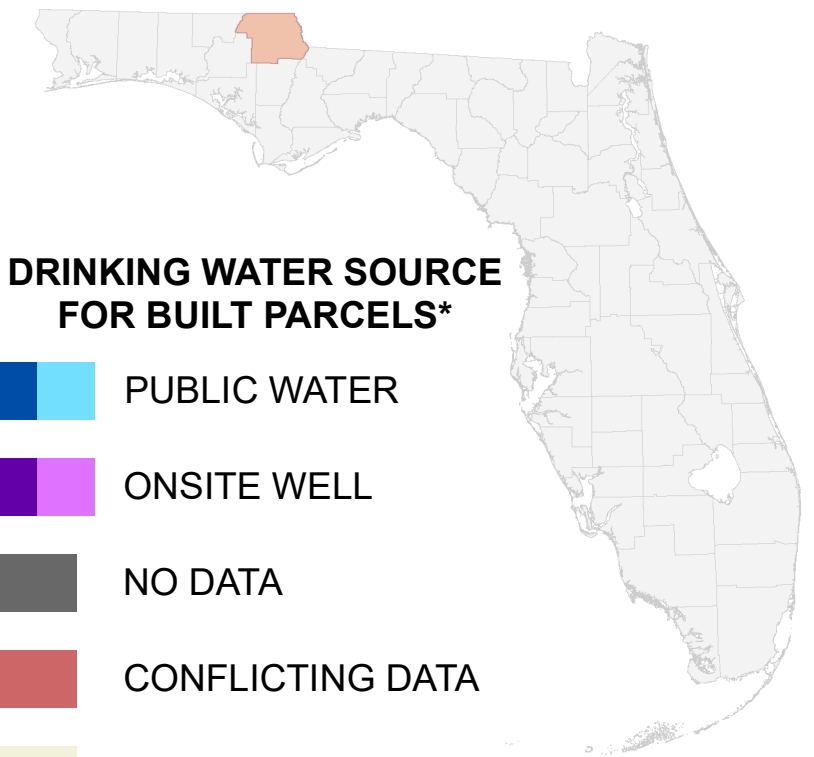 DRINKING WATER SOURCE
FOR BUILT PARCELS*
PUBLIC WATER
ONSITE WELL
NO DATA
CONFLICTING DATA